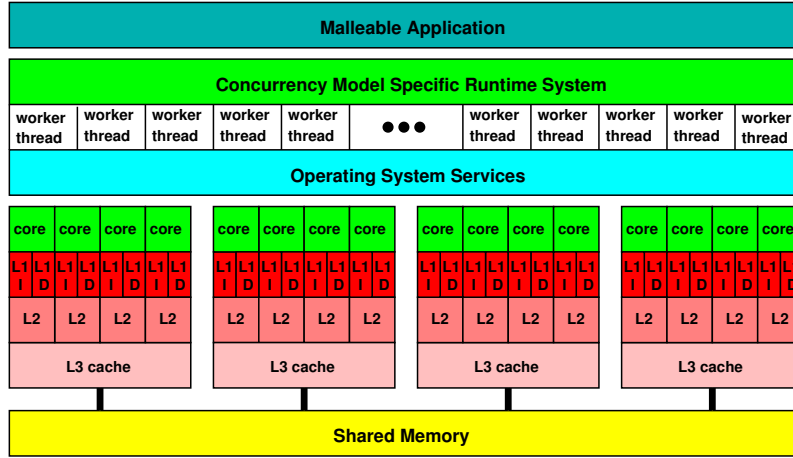 Malleable Application
Concurrency Model Specific Runtime System
worker worker worker worker worker ●●● worker worker worker worker worker
thread thread thread thread thread thread thread thread thread thread
Operating System Services
core core core core core core core core core core core core core core core core
L1 L1 L1 L1 L1 L1 L1 L1 L1 L1 L1 L1 L1 L1 L1 L1 L1 L1 L1 L1 L1 L1 L1 L1 L1 L1 L1 L1 L1 L1 L1 L1
I D I D I D I D I D I D I D I D I D I D I D I D I D I D I D I D
L2 L2 L2 L2 L2 L2 L2 L2 L2 L2 L2 L2 L2 L2 L2 L2
L3 cache L3 cache L3 cache L3 cache
Shared Memory